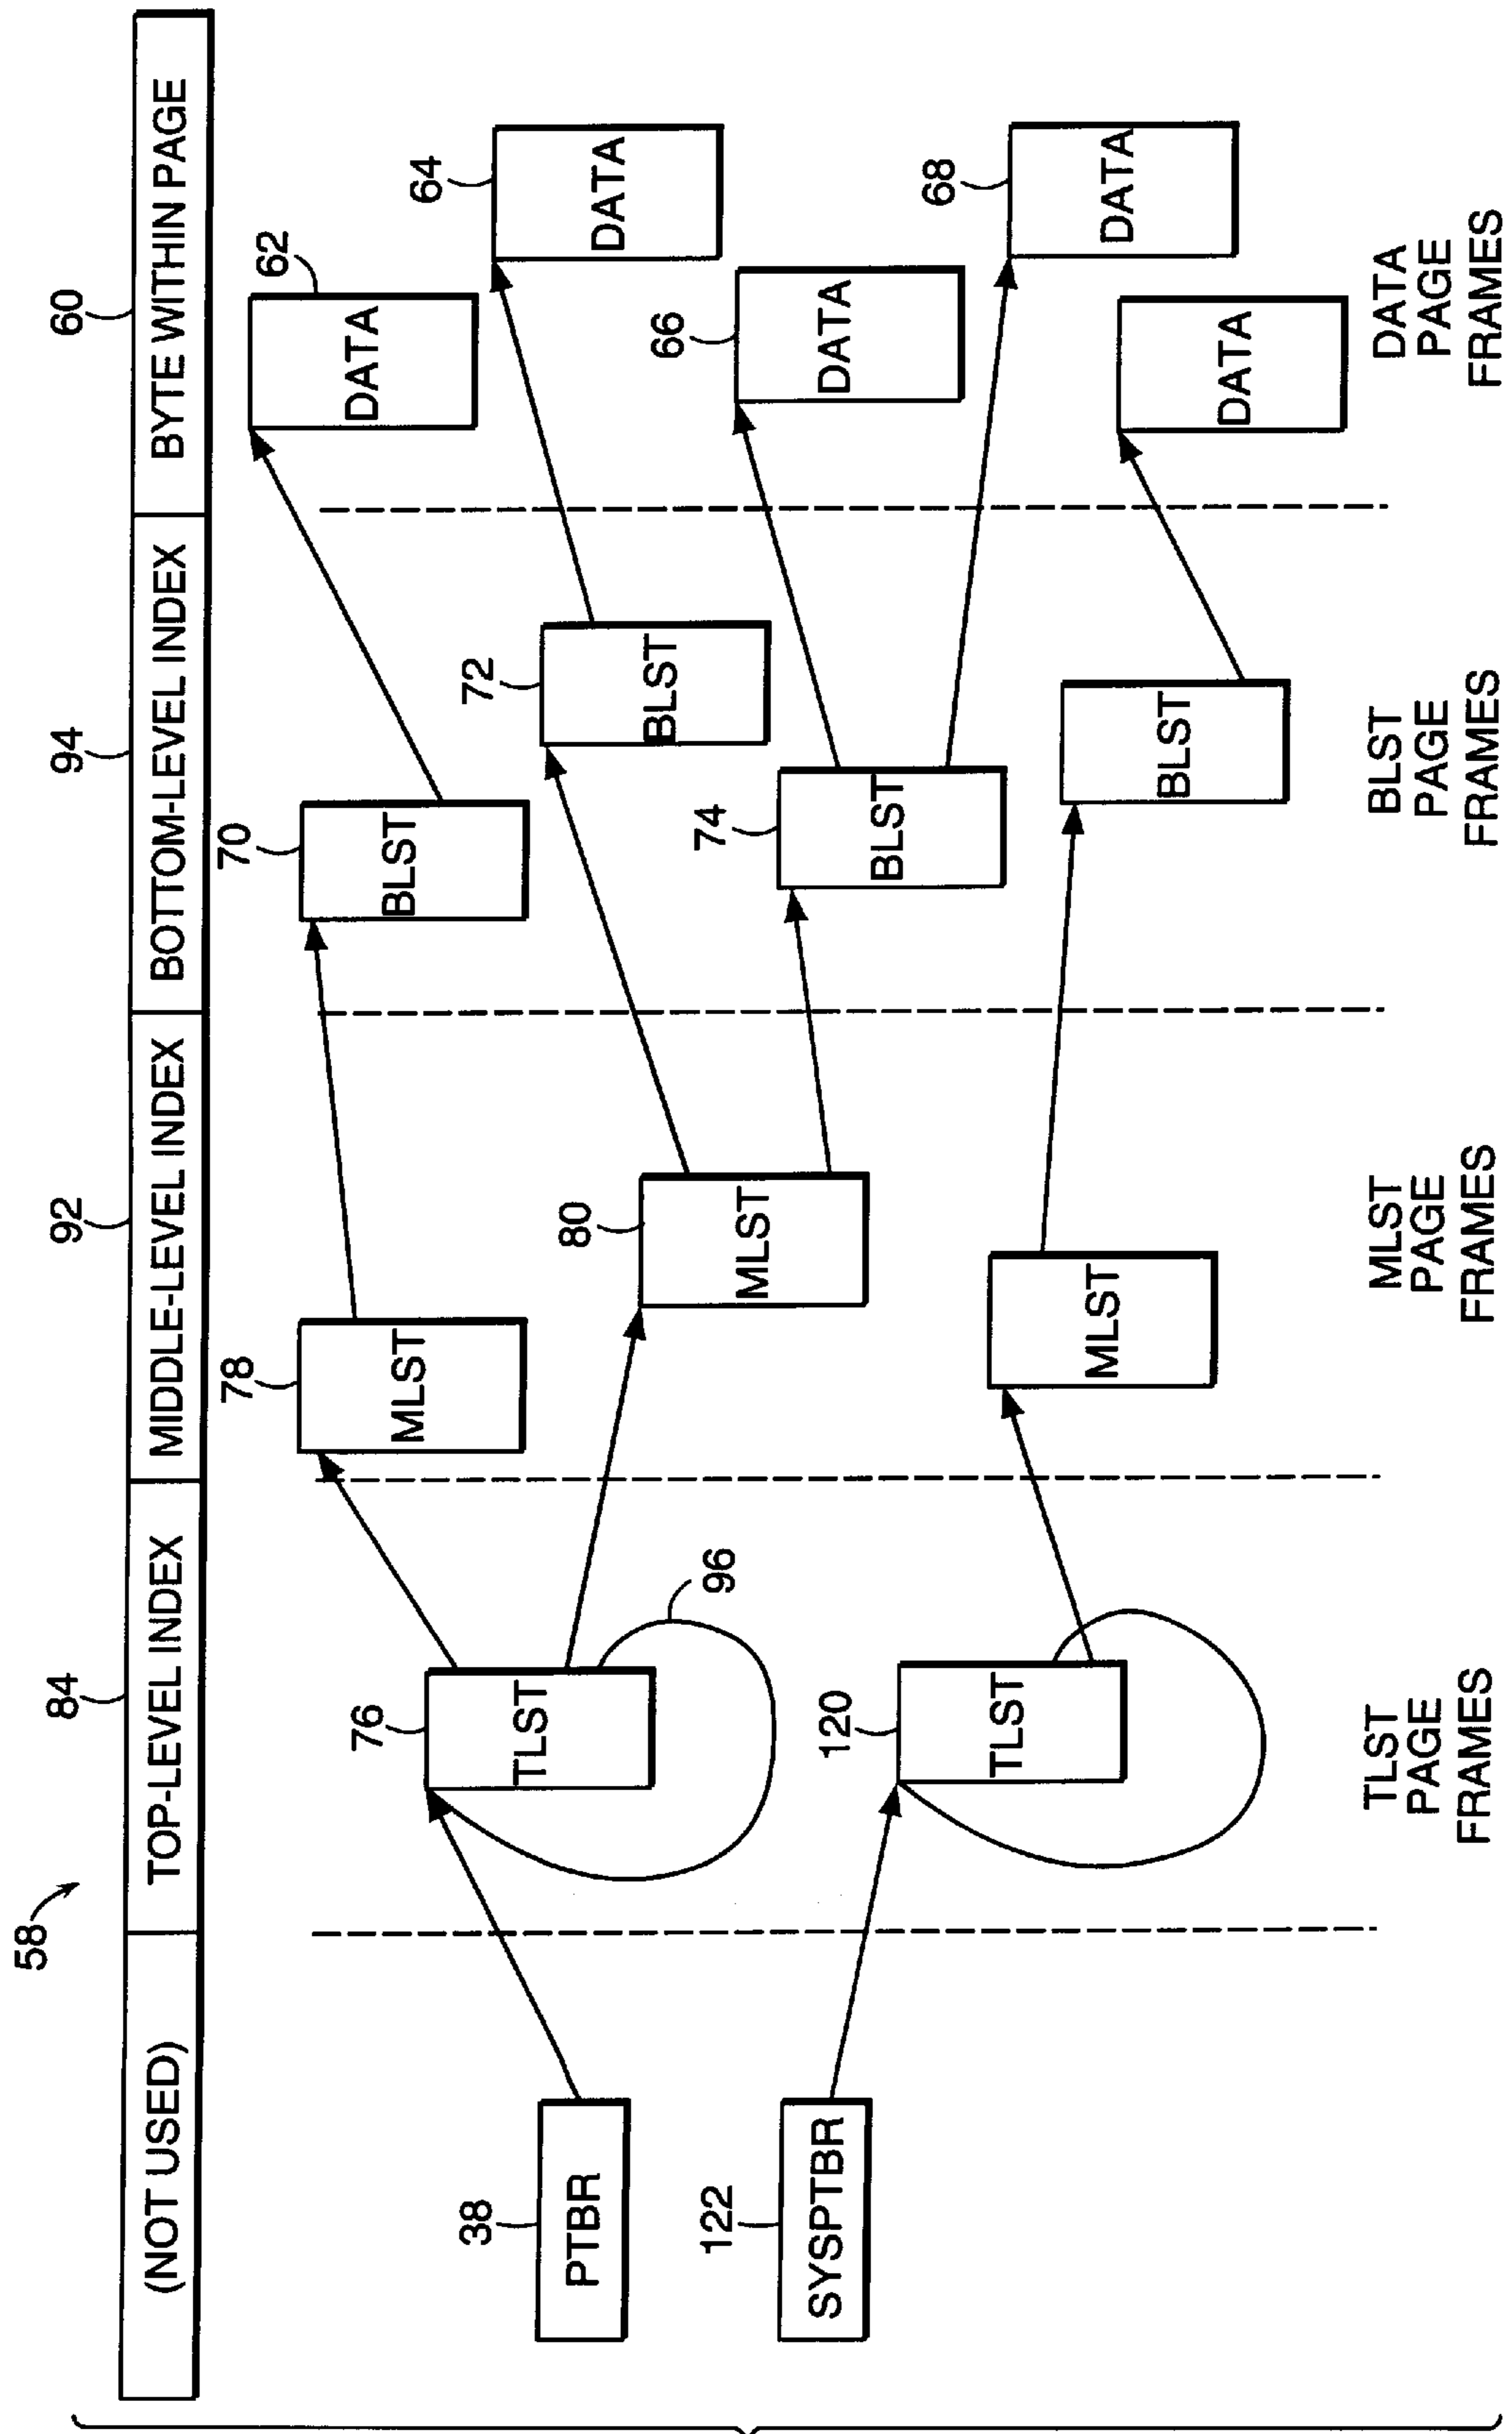 58
84
92
94
60
(NOT USED)
TOP-LEVEL INDEX
MIDDLE-LEVEL INDEX
BOTTOM-LEVEL INDEX
BYTE WITHIN PAGE
38
PTBR
76
TLST
96
78
MLST
80
MLST
70
BLST
72
BLST
62
DATA
64
DATA
122
SYSPTBR
120
TLST
MLST
74
BLST
BLST
66
DATA
68
DATA
DATA
TLST
PAGE
FRAMES
MLST
PAGE
FRAMES
BLST
PAGE
FRAMES
DATA
PAGE
FRAMES